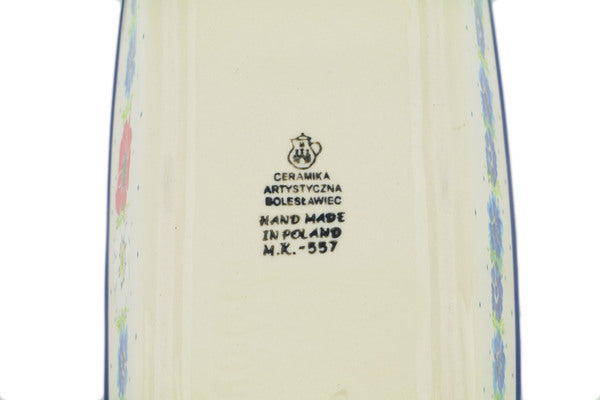 CERAMIKA
ARTYSTYCZNA
BOLESŁAWIEC
HAND MADE
IN POLAND
M.K.-557